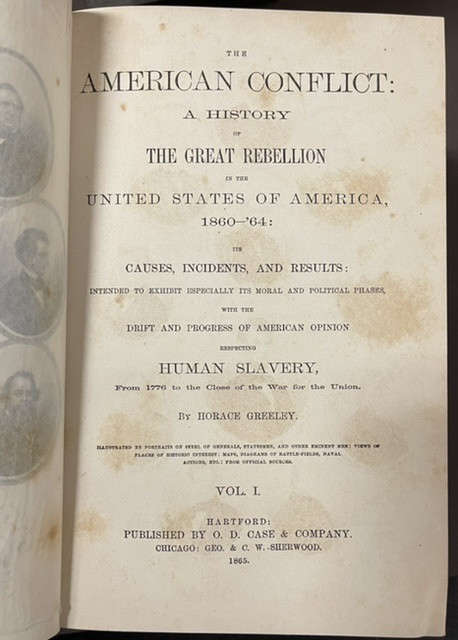 THE
AMERICAN CONFLICT:
A HISTORY
OF
THE GREAT REBELLION
IN THE
UNITED STATES OF AMERICA,
1860–'64:
ITS
CAUSES, INCIDENTS, AND RESULTS:
INTENDED TO EXHIBIT ESPECIALLY ITS MORAL AND POLITICAL PHASES,
WITH THE
DRIFT AND PROGRESS OF AMERICAN OPINION
RESPECTING
HUMAN SLAVERY,
From 1776 to the Close of the War for the Union.
BY HORACE GREELEY.
ILLUSTRATED BY PORTRAITS ON STEEL OF GENERALS, STATESMEN, AND OTHER EMINENT MEN: VIEWS OF
PLACES OF HISTORIC INTEREST: MAPS, DIAGRAMS OF BATTLE-FIELDS, NAVAL
ACTIONS, ETC.: FROM OFFICIAL SOURCES.
VOL. I.
HARTFORD:
PUBLISHED BY O. D. CASE & COMPANY.
CHICAGO: GEO. & C. W. SHERWOOD.
1865.